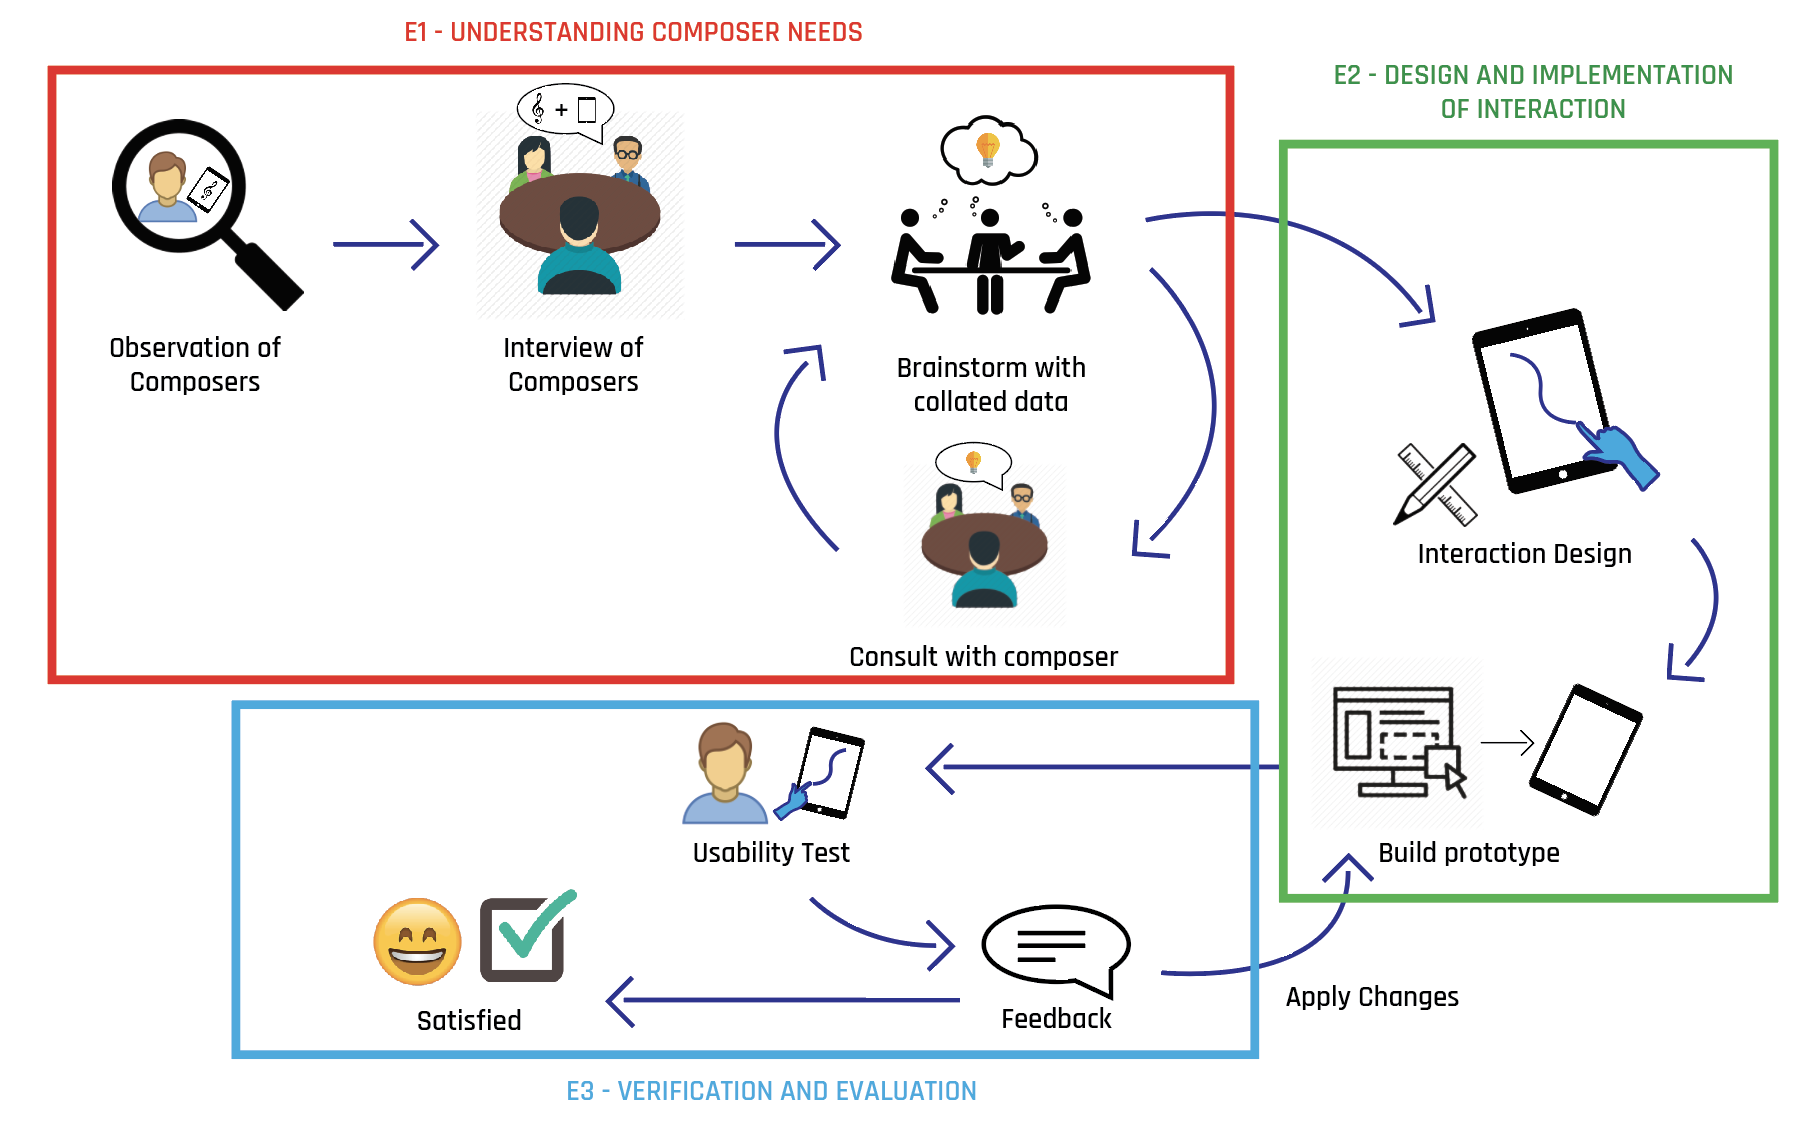 E1 - UNDERSTANDING COMPOSER NEEDS
E2 - DESIGN AND IMPLEMENTATION
OF INTERACTION
+
Observation of
Composers
Interview of
Composers
Brainstorm with
collated data
Consult with composer
Interaction Design
Build prototype
Usability Test
Satisfied
Feedback
Apply Changes
E3 - VERIFICATION AND EVALUATION